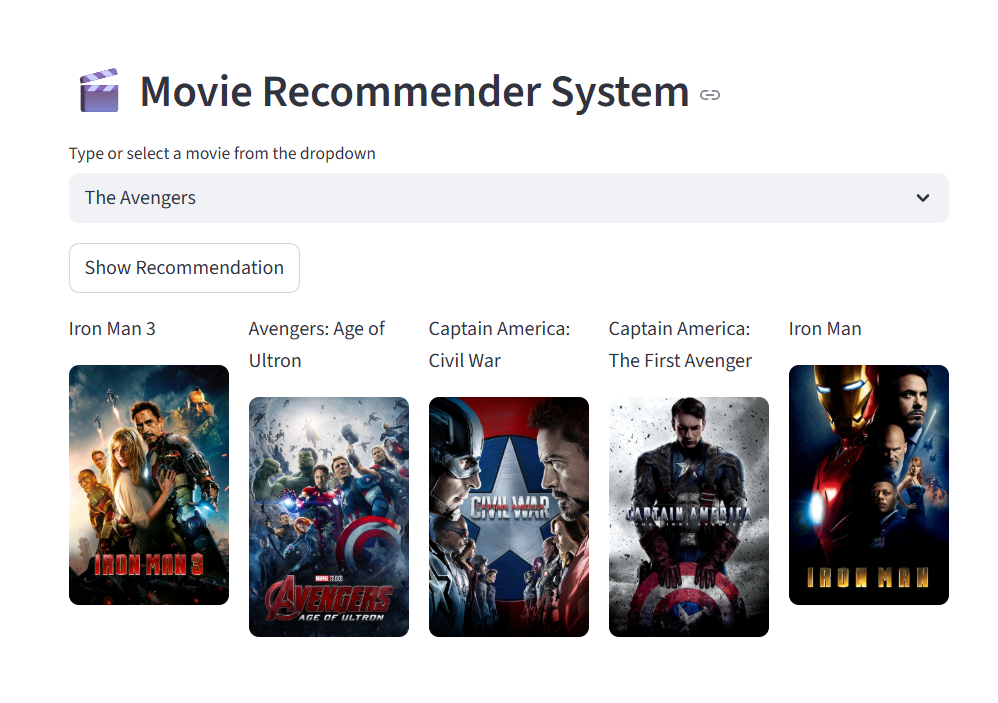 Movie Recommender System
Type or select a movie from the dropdown
The Avengers
Show Recommendation
Iron Man 3
IRON MAN 3
Avengers: Age of
Ultron
MARVEL STUDIOS
AVENGERS
AGE OF ULTRON
Captain America:
Civil War
CAPTAIN AMERICA
CIVIL WAR
Captain America:
The First Avenger
CAPTAIN AMERICA
THE FIRST AVENGER
Iron Man
IRON MAN